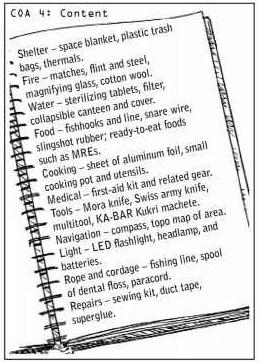 COA 4: Content
Shelter – space blanket, plastic trash
bags, thermals.
Fire – matches, flint and steel,
magnifying glass, cotton wool.
Water – sterilizing tablets, filter,
collapsible canteen and cover.
Food – fishhooks and line, snare wire,
slingshot rubber; ready-to-eat foods
such as MREs.
Cooking – sheet of aluminum foil, small
cooking pot and utensils.
Medical – first-aid kit and related gear.
Tools – Mora knife, Swiss army knife,
multitool, KA-BAR Kukri machete.
Navigation – compass, topo map of area.
Light – LED flashlight, headlamp, and
batteries.
Rope and cordage – fishing line, spool
of dental floss, paracord.
Repairs – sewing kit, duct tape,
superglue.